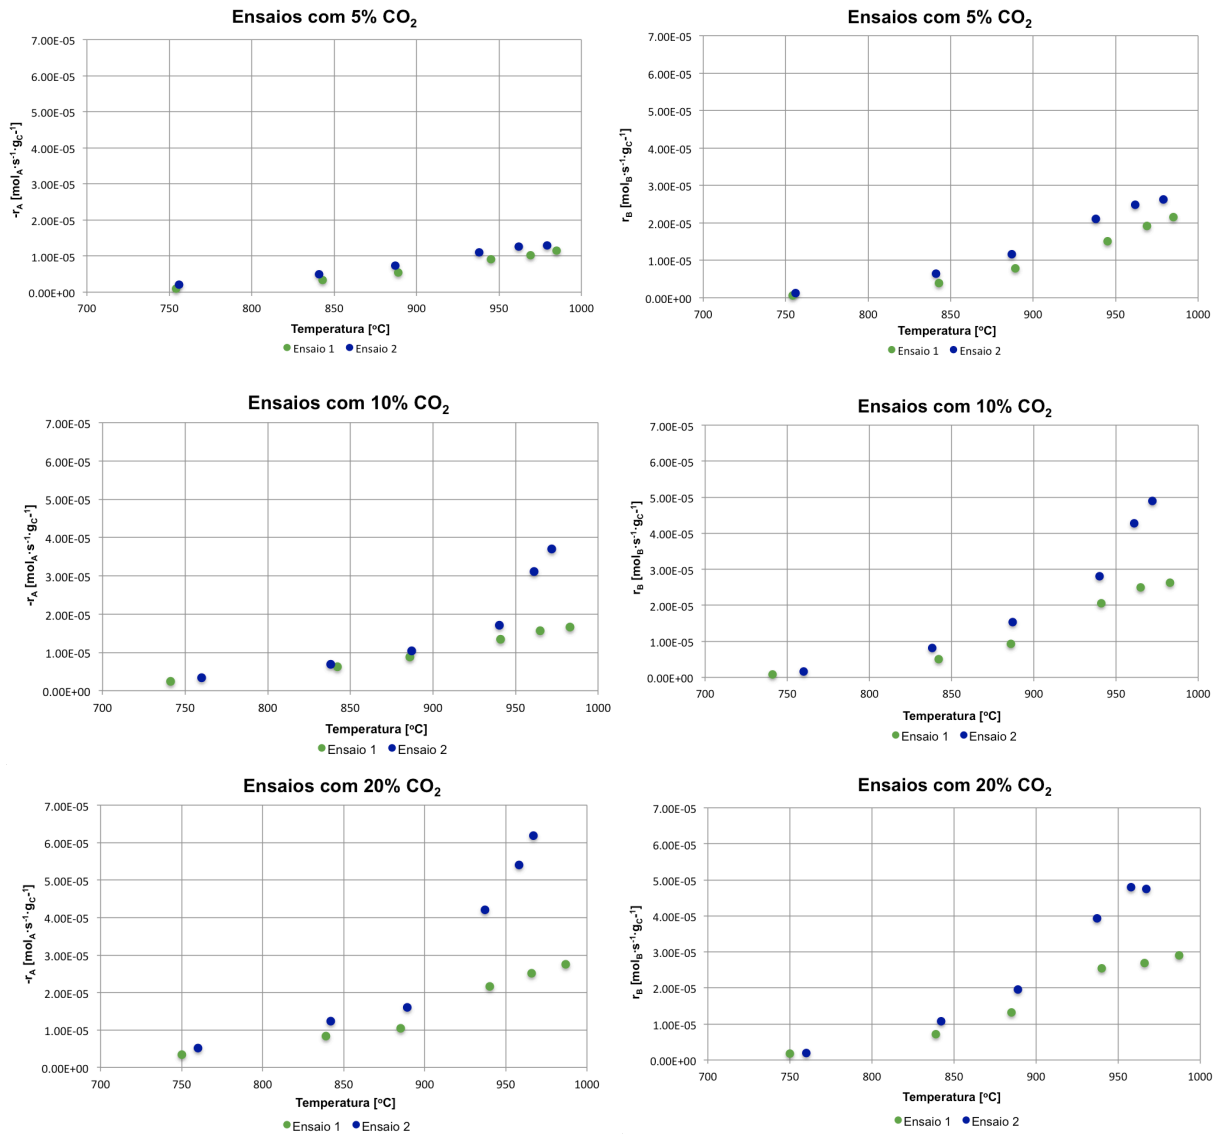 Ensaios com 5% CO₂
7.00E-05
6.00E-05
5.00E-05
4.00E-05
3.00E-05
2.00E-05
1.00E-05
0.00E+00
-rA [molA·s-1·gC-1]
700 750 800 850 900 950 1000
Temperatura [ºC]
Ensaio 1 Ensaio 2
Ensaios com 5% CO₂
7.00E-05
6.00E-05
5.00E-05
4.00E-05
3.00E-05
2.00E-05
1.00E-05
0.00E+00
rB [molB·s-1·gC-1]
700 750 800 850 900 950 1000
Temperatura [ºC]
Ensaio 1 Ensaio 2
Ensaios com 10% CO₂
7.00E-05
6.00E-05
5.00E-05
4.00E-05
3.00E-05
2.00E-05
1.00E-05
0.00E+00
-rA [molA·s-1·gC-1]
700 750 800 850 900 950 1000
Temperatura [ºC]
Ensaio 1 Ensaio 2
Ensaios com 10% CO₂
7.00E-05
6.00E-05
5.00E-05
4.00E-05
3.00E-05
2.00E-05
1.00E-05
0.00E+00
rB [molB·s-1·gC-1]
700 750 800 850 900 950 1000
Temperatura [ºC]
Ensaio 1 Ensaio 2
Ensaios com 20% CO₂
7.00E-05
6.00E-05
5.00E-05
4.00E-05
3.00E-05
2.00E-05
1.00E-05
0.00E+00
-rA [molA·s-1·gC-1]
700 750 800 850 900 950 1000
Temperatura [ºC]
Ensaio 1 Ensaio 2
Ensaios com 20% CO₂
7.00E-05
6.00E-05
5.00E-05
4.00E-05
3.00E-05
2.00E-05
1.00E-05
0.00E+00
rB [molB·s-1·gC-1]
700 750 800 850 900 950 1000
Temperatura [ºC]
Ensaio 1 Ensaio 2